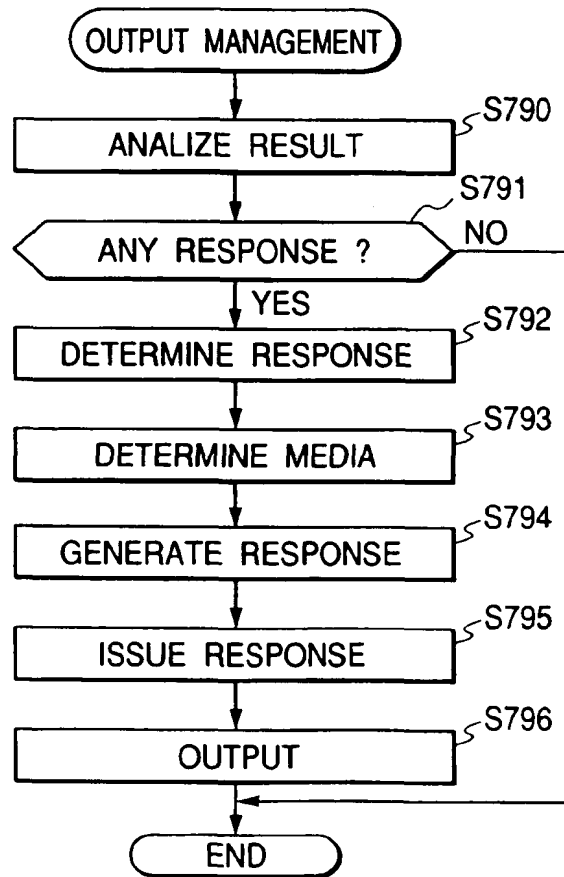 OUTPUT MANAGEMENT
S790
ANALIZE RESULT
S791
ANY RESPONSE ?
NO
YES
S792
DETERMINE RESPONSE
S793
DETERMINE MEDIA
S794
GENERATE RESPONSE
S795
ISSUE RESPONSE
S796
OUTPUT
END